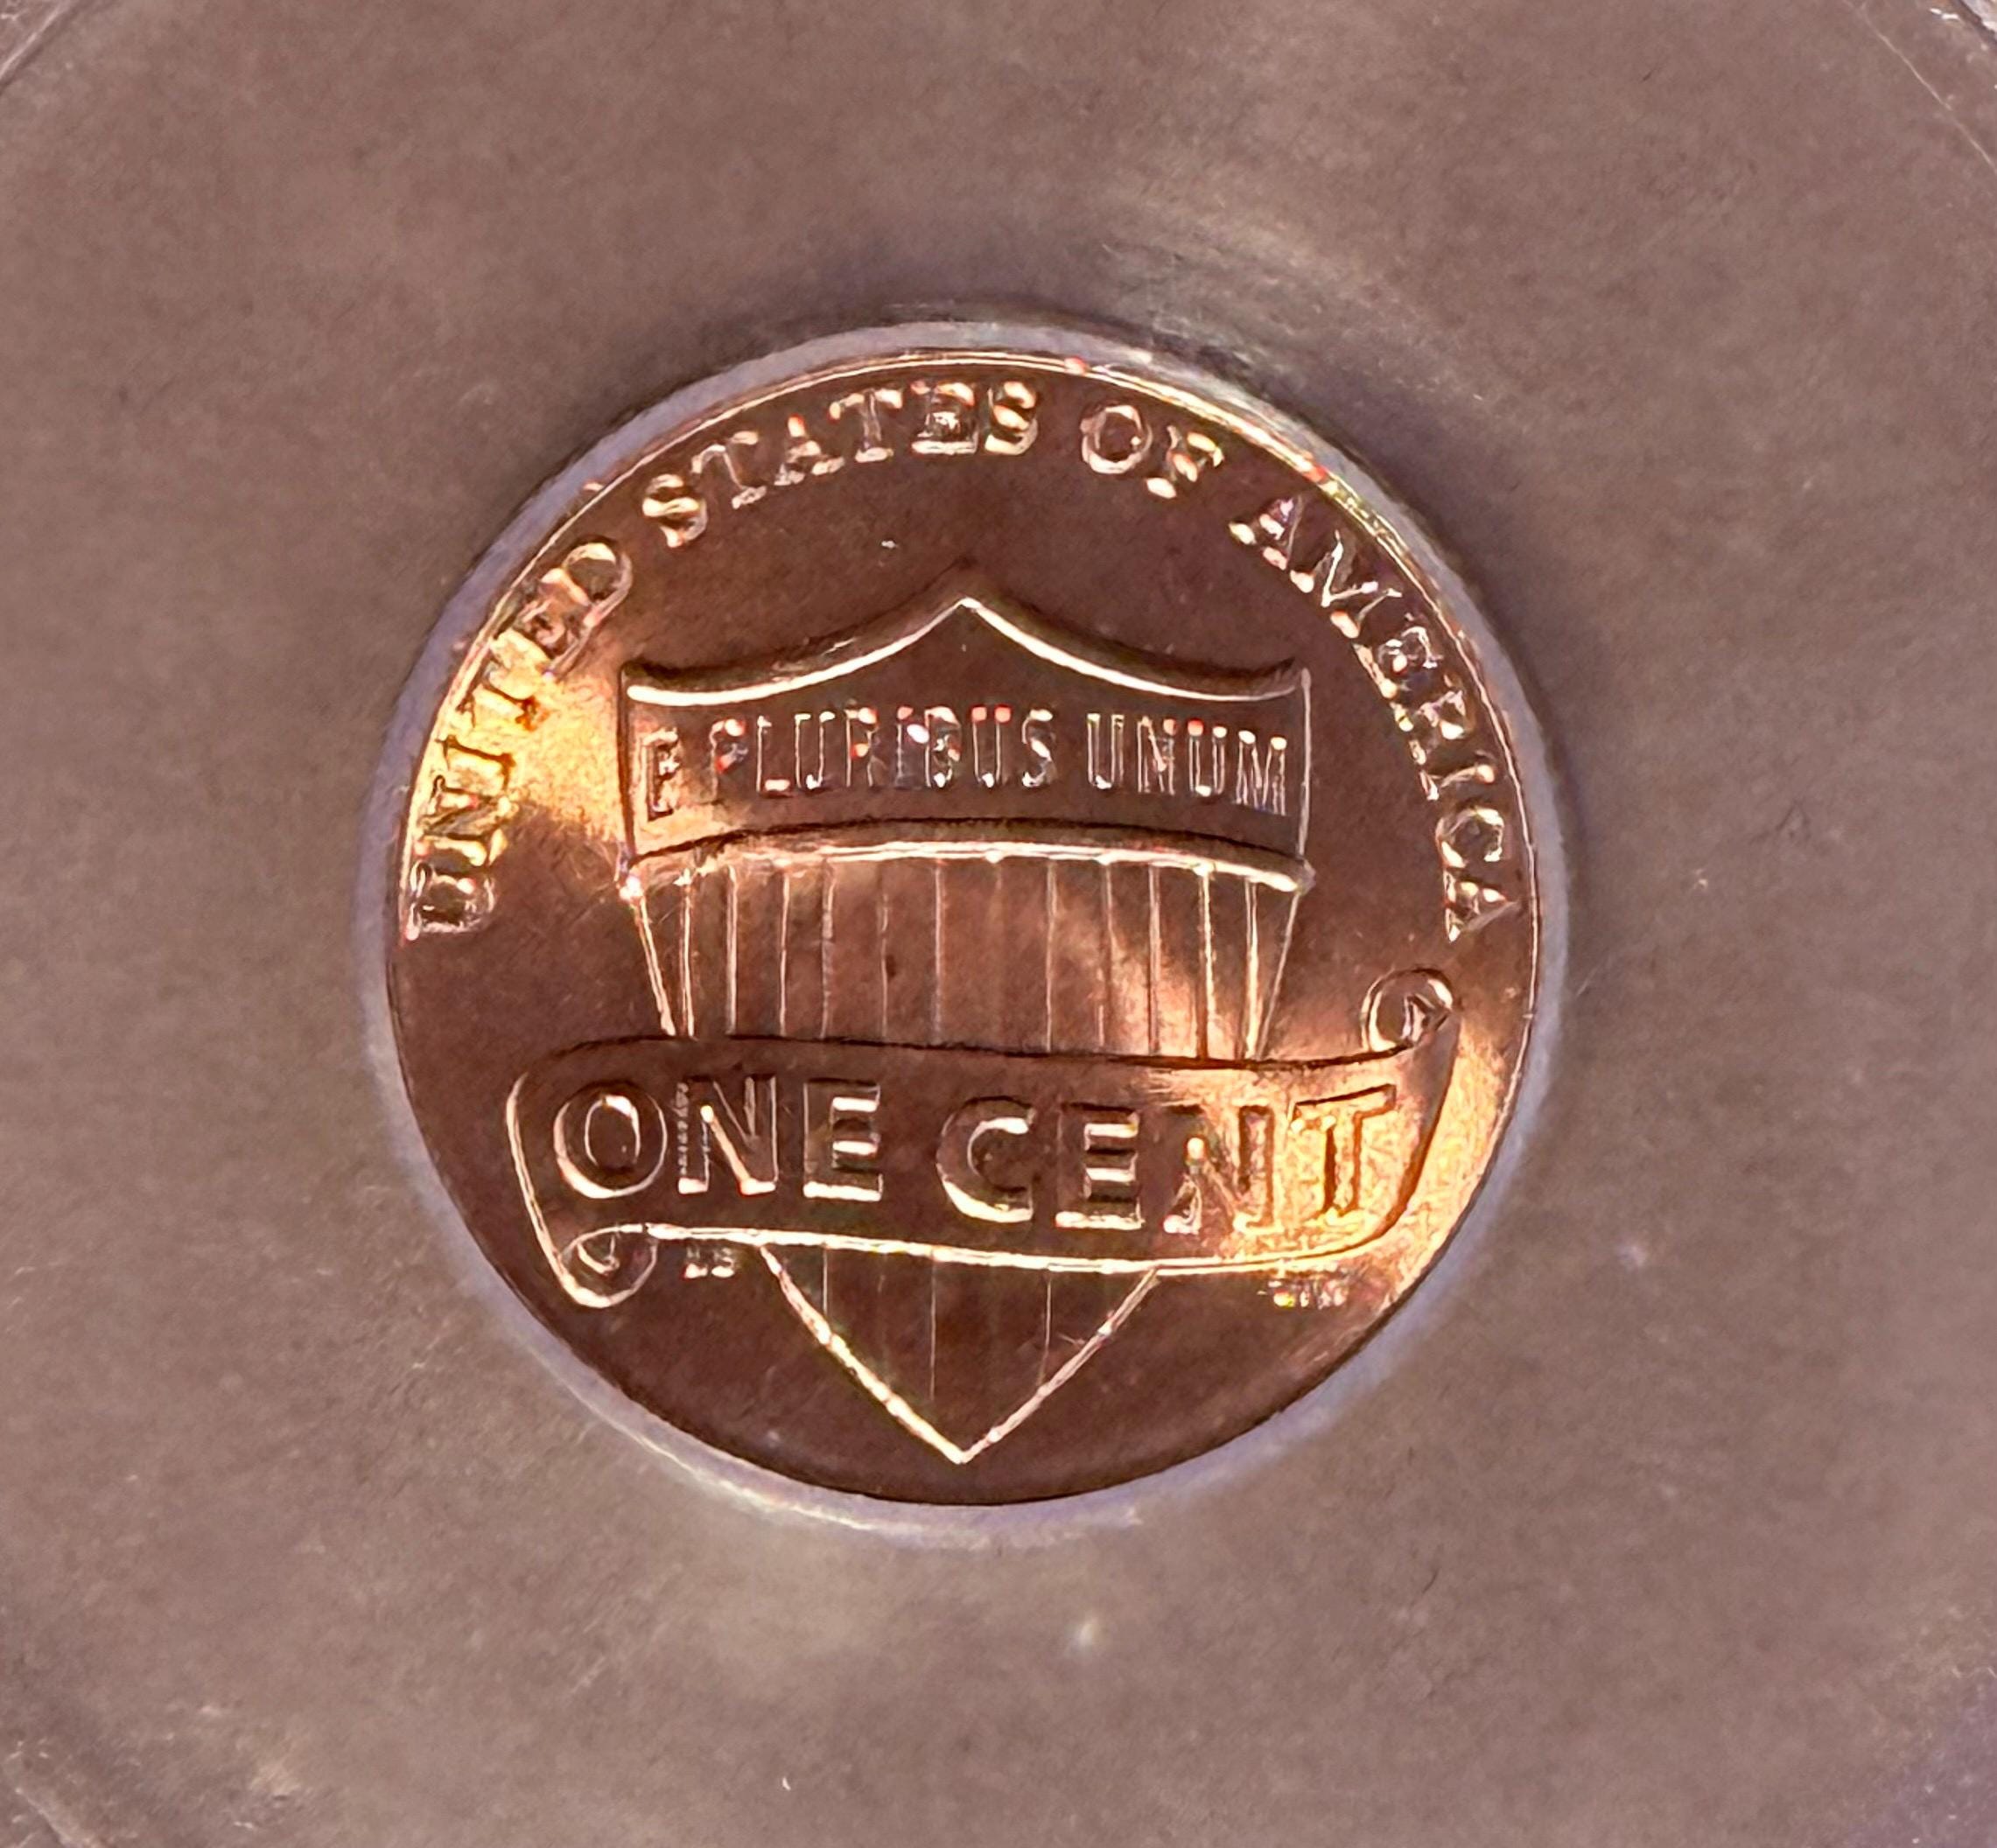 UNITED STATES OF AMERICA
E PLURIBUS UNUM
ONE CENT